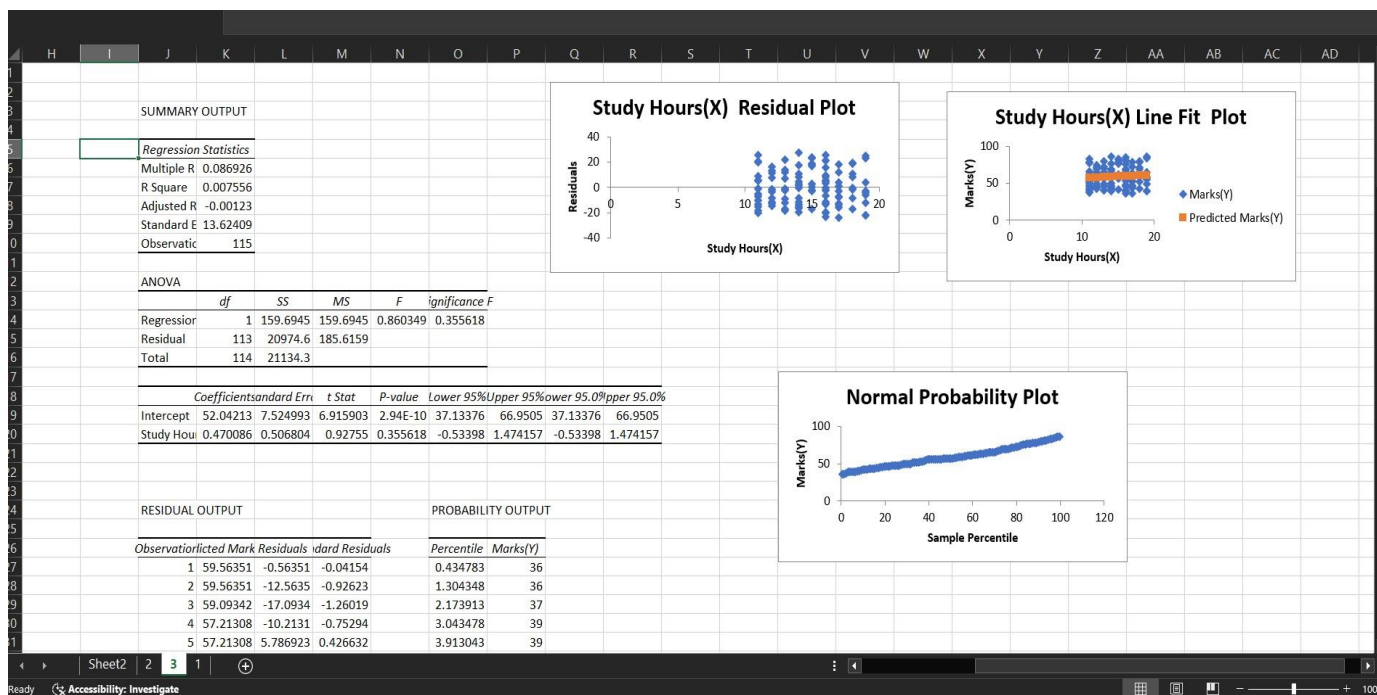 H I J K L M N O P Q R S T U V W X Y Z AA AB AC AD
SUMMARY OUTPUT
Regression Statistics
Multiple R 0.086926
R Square 0.007556
Adjusted R -0.00123
Standard E 13.62409
Observatic 115
ANOVA
df SS MS F ignificance F
Regressior 1 159.6945 159.6945 0.860349 0.355618
Residual 113 20974.6 185.6159
Total 114 21134.3
Coefficients andard Erro t Stat P-value Lower 95% Upper 95% ower 95.0% pper 95.0%
Intercept 52.04213 7.524993 6.915903 2.94E-10 37.13376 66.9505 37.13376 66.9505
Study Hou 0.470086 0.506804 0.92755 0.355618 -0.53398 1.474157 -0.53398 1.474157
RESIDUAL OUTPUT PROBABILITY OUTPUT
Observation licted Mark Residuals dard Residuals Percentile Marks(Y)
1 59.56351 -0.56351 -0.04154 0.434783 36
2 59.56351 -12.5635 -0.92623 1.304348 36
3 59.09342 -17.0934 -1.26019 2.173913 37
4 57.21308 -10.2131 -0.75294 3.043478 39
5 57.21308 5.786923 0.426632 3.913043 39
Study Hours(X) Residual Plot
Residuals
40
20
0
-20
-40
0 5 10 15 20
Study Hours(X)
Study Hours(X) Line Fit Plot
Marks(Y)
100
50
0
0 10 20
Study Hours(X)
Marks(Y)
Predicted Marks(Y)
Normal Probability Plot
Marks(Y)
100
50
0
0 20 40 60 80 100 120
Sample Percentile
Sheet2 2 3 1
Ready Accessibility: Investigate 100